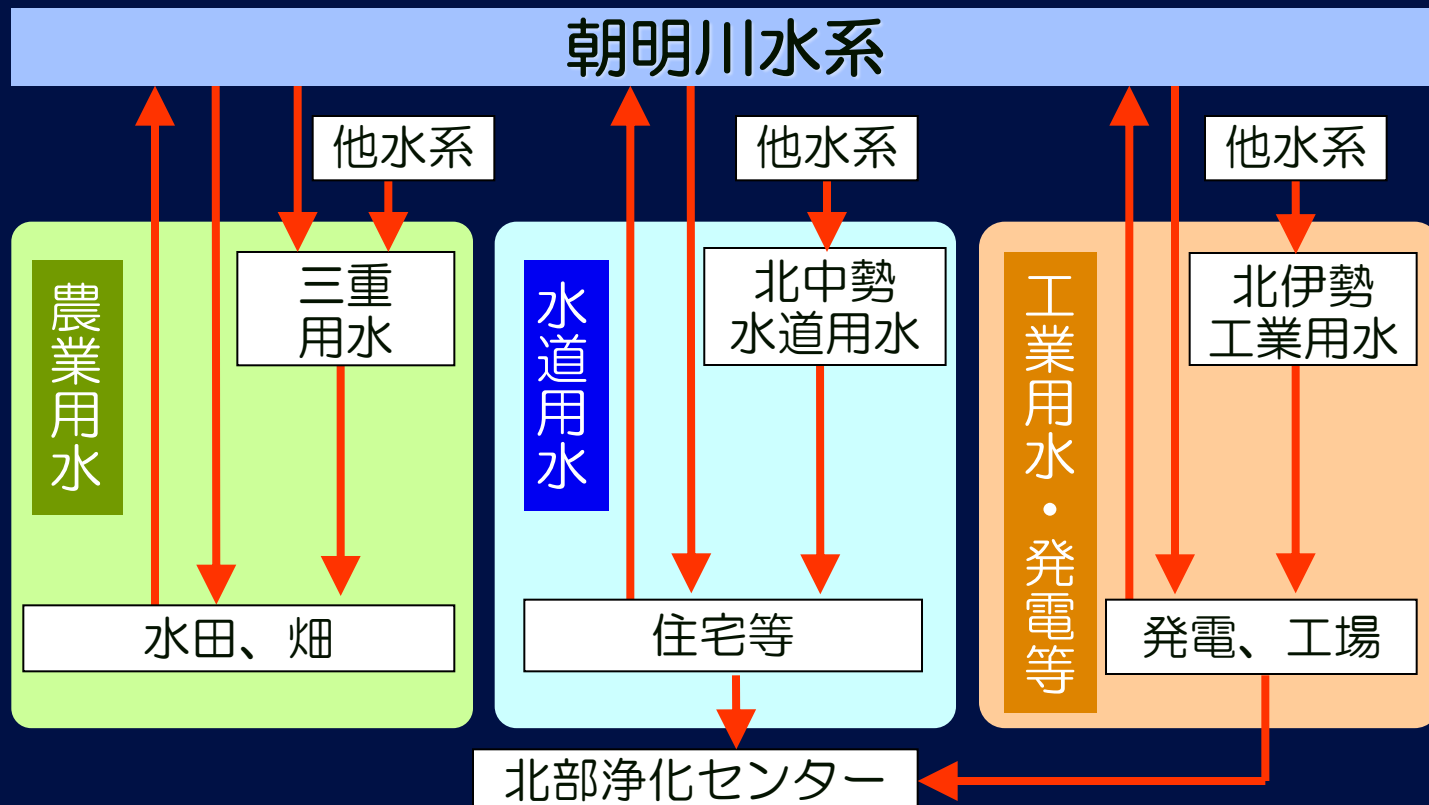 朝明川水系
他水系
他水系
他水系
農業用水
三重
用水
水田、畑
水道用水
北中勢
水道用水
住宅等
工業用水・発電等
北伊勢
工業用水
発電、工場
北部浄化センター